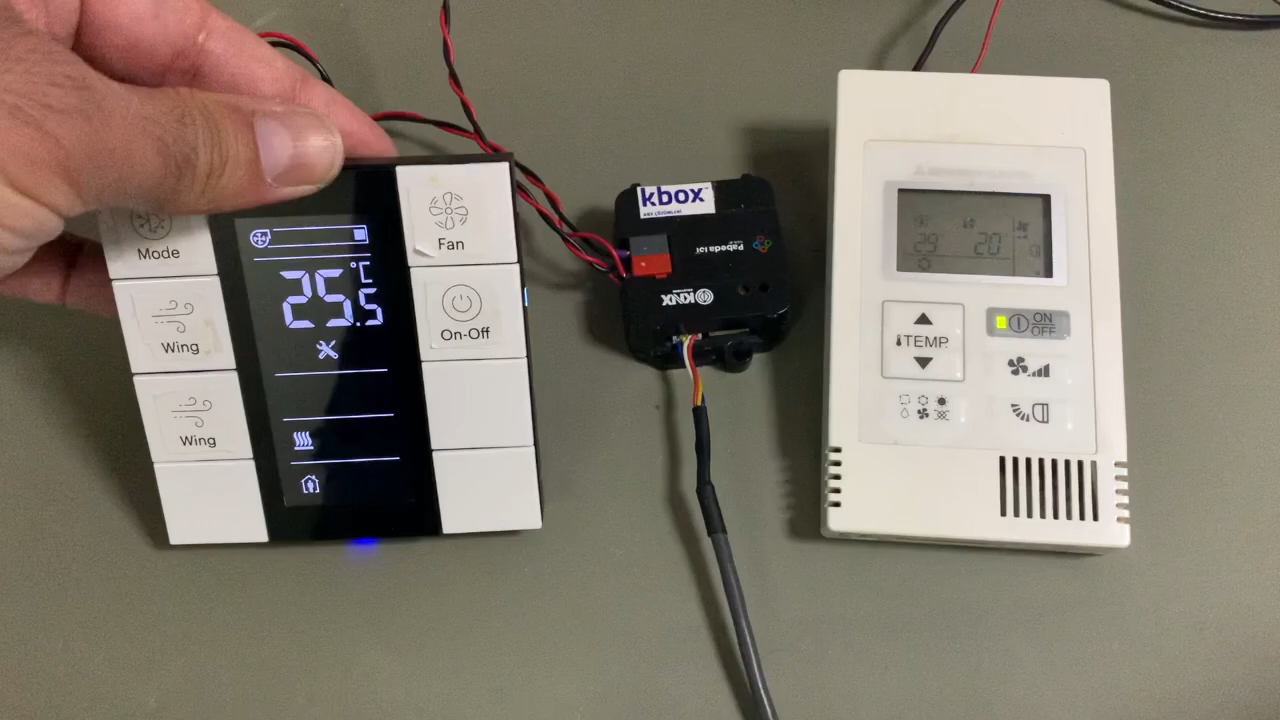 Mode
Wing
Wing
25.5 °C
Fan
On-Off
kbox
KNX
29 20
TEMP.
ON
OFF